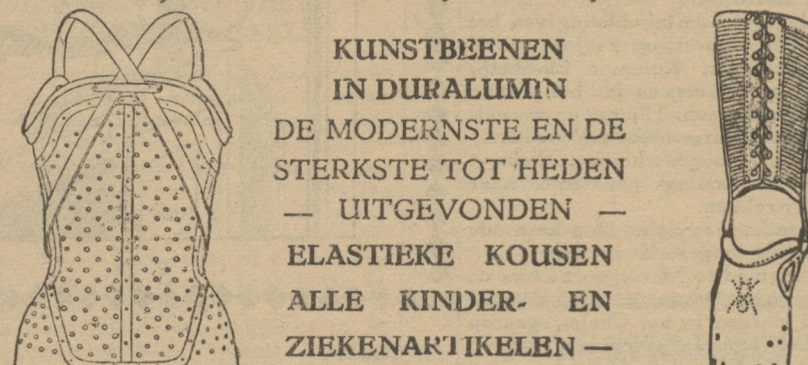 KUNSTBEENEN
IN DURALUMIN
DE MODERNSTE EN DE
STERKSTE TOT HEDEN
— UITGEVONDEN —
ELASTIEKE KOUSEN
ALLE KINDER- EN
ZIEKENARTIKELEN —